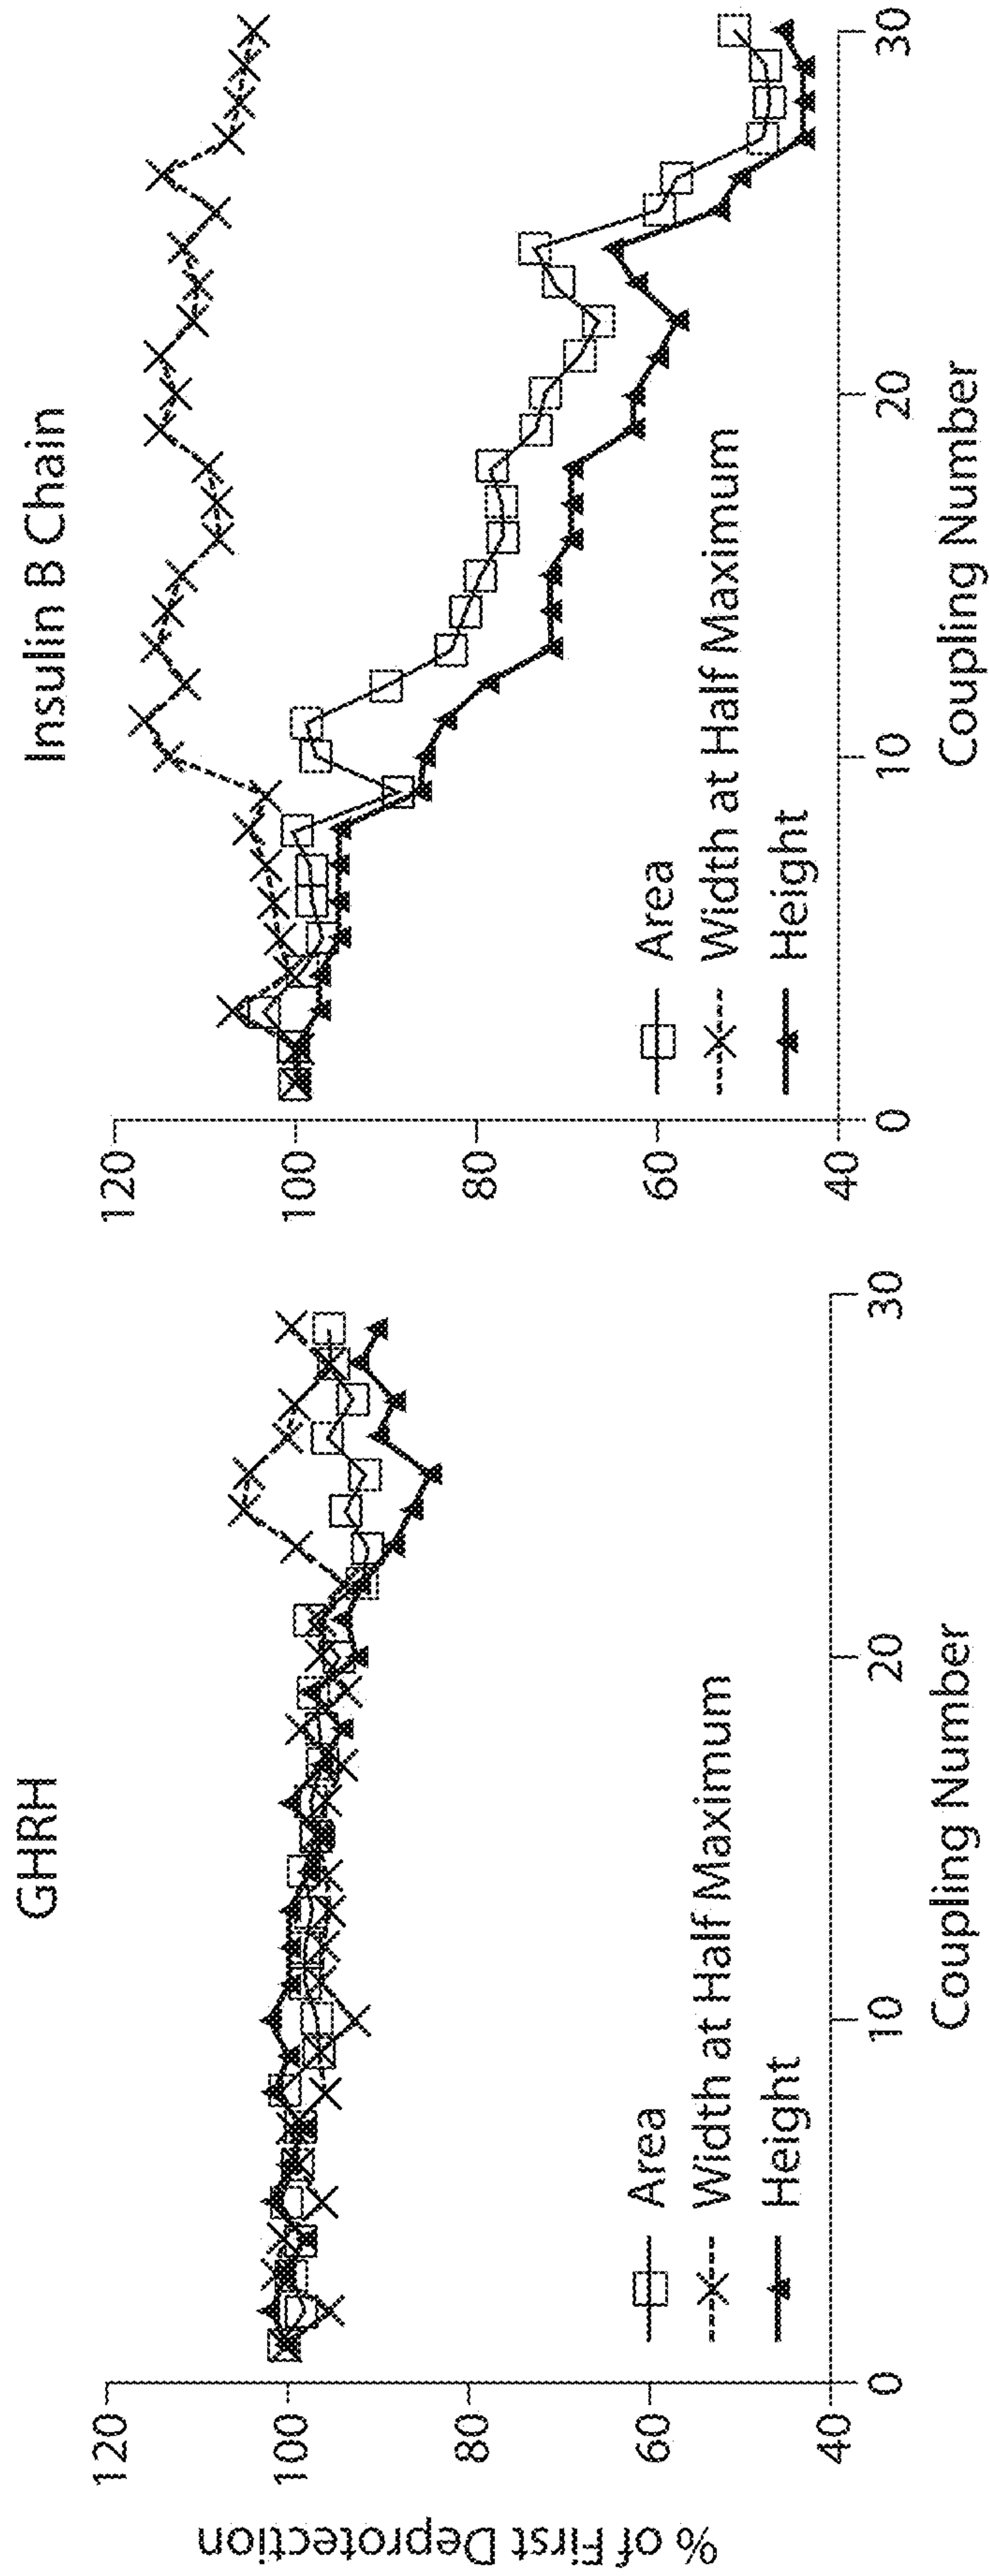 GHRH
% of First Deprotection
120
100
80
60
40
Area
Width at Half Maximum
Height
0
10
20
30
Coupling Number
Insulin B Chain
120
100
80
60
40
Area
Width at Half Maximum
Height
0
10
20
30
Coupling Number